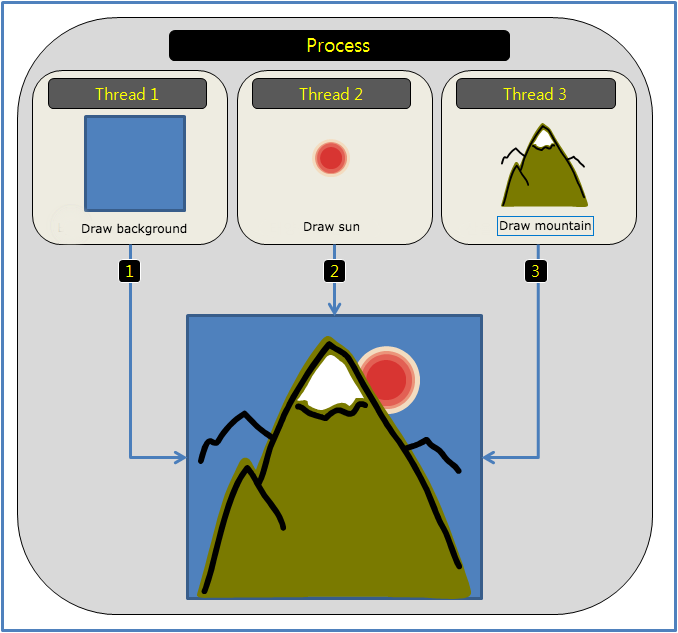 Process
Thread 1
Thread 2
Thread 3
Draw background
Draw sun
Draw mountain
1
2
3